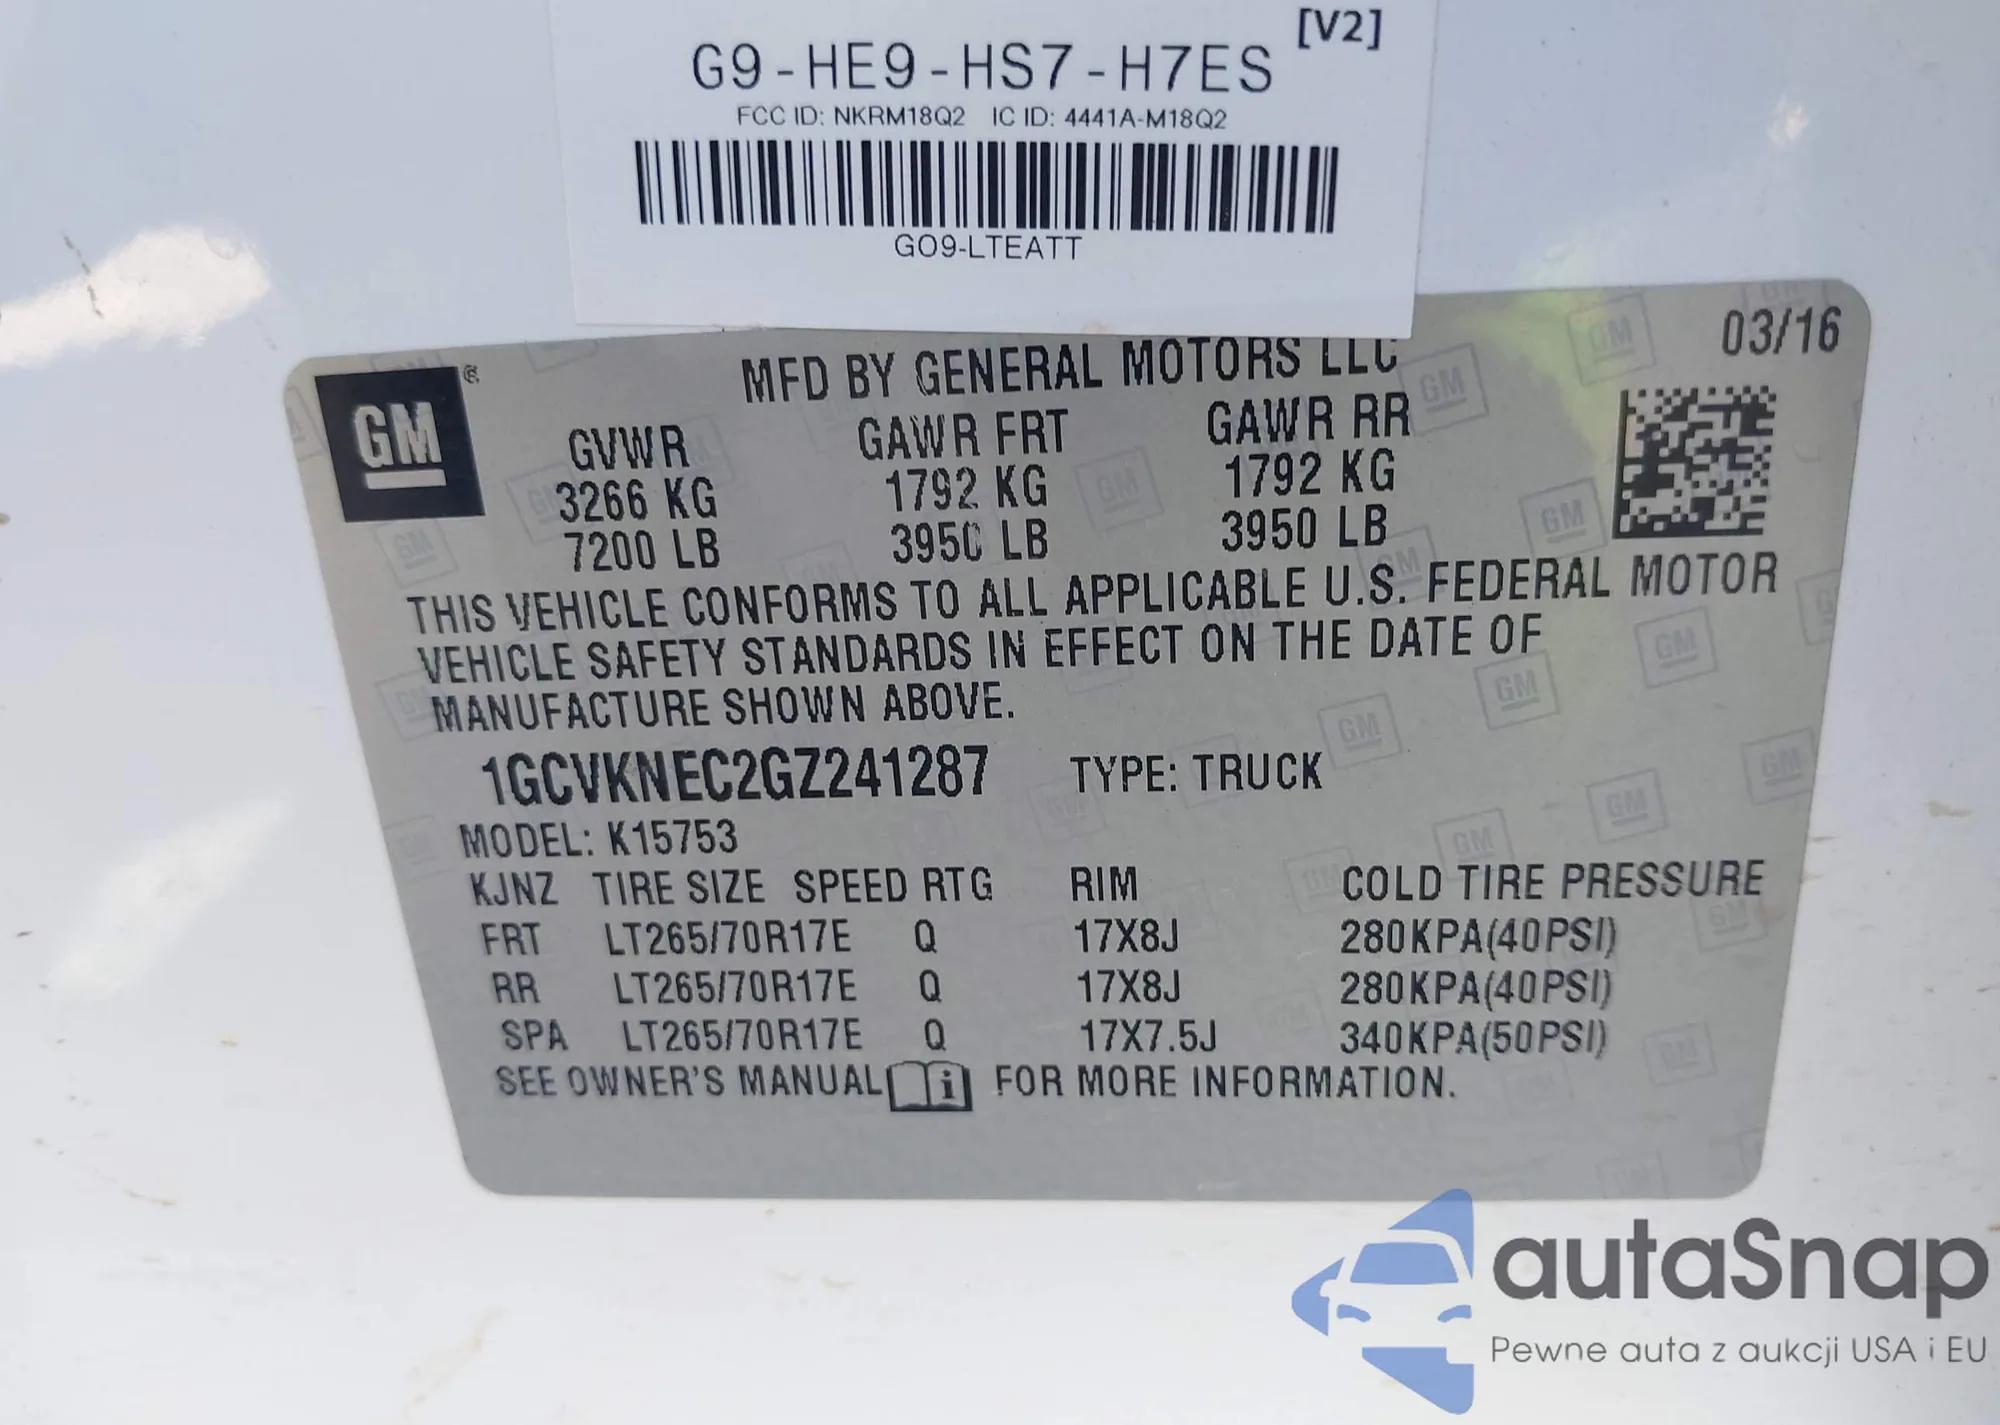 G9-HE9-HS7-H7ES [V2]
FCC ID: NKRM18Q2 IC ID: 4441A-M18Q2
GO9-LTEATT
03/16
MFD BY GENERAL MOTORS LLC
GM ®
GVWR GAWR FRT GAWR RR
3266 KG 1792 KG 1792 KG
7200 LB 3950 LB 3950 LB
THIS VEHICLE CONFORMS TO ALL APPLICABLE U.S. FEDERAL MOTOR
VEHICLE SAFETY STANDARDS IN EFFECT ON THE DATE OF
MANUFACTURE SHOWN ABOVE.
1GCVKNEC2GZ241287 TYPE: TRUCK
MODEL: K15753
KJNZ TIRE SIZE SPEED RTG RIM COLD TIRE PRESSURE
FRT LT265/70R17E Q 17X8J 280KPA(40PSI)
RR LT265/70R17E Q 17X8J 280KPA(40PSI)
SPA LT265/70R17E Q 17X7.5J 340KPA(50PSI)
SEE OWNER'S MANUAL i FOR MORE INFORMATION.
autaSnap
Pewne auta z aukcji USA i EU